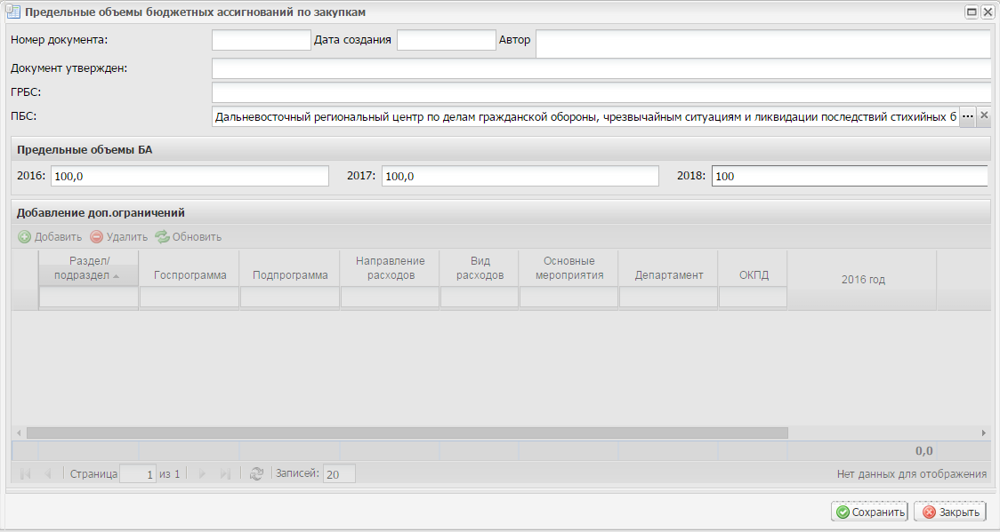 Предельные объемы бюджетных ассигнований по закупкам
Номер документа: Дата создания Автор
Документ утвержден:
ГРБС:
ПБС: Дальневосточный региональный центр по делам гражданской обороны, чрезвычайным ситуациям и ликвидации последствий стихийных б ...
Предельные объемы БА
2016: 100,0 2017: 100,0 2018: 100
Добавление доп.ограничений
Добавить Удалить Обновить
Раздел/ подраздел Госпрограмма Подпрограмма Направление расходов Вид расходов Основные мероприятия Департамент ОКПД 2016 год
0,0
Страница 1 из 1 Записей: 20 Нет данных для отображения
Сохранить Закрыть